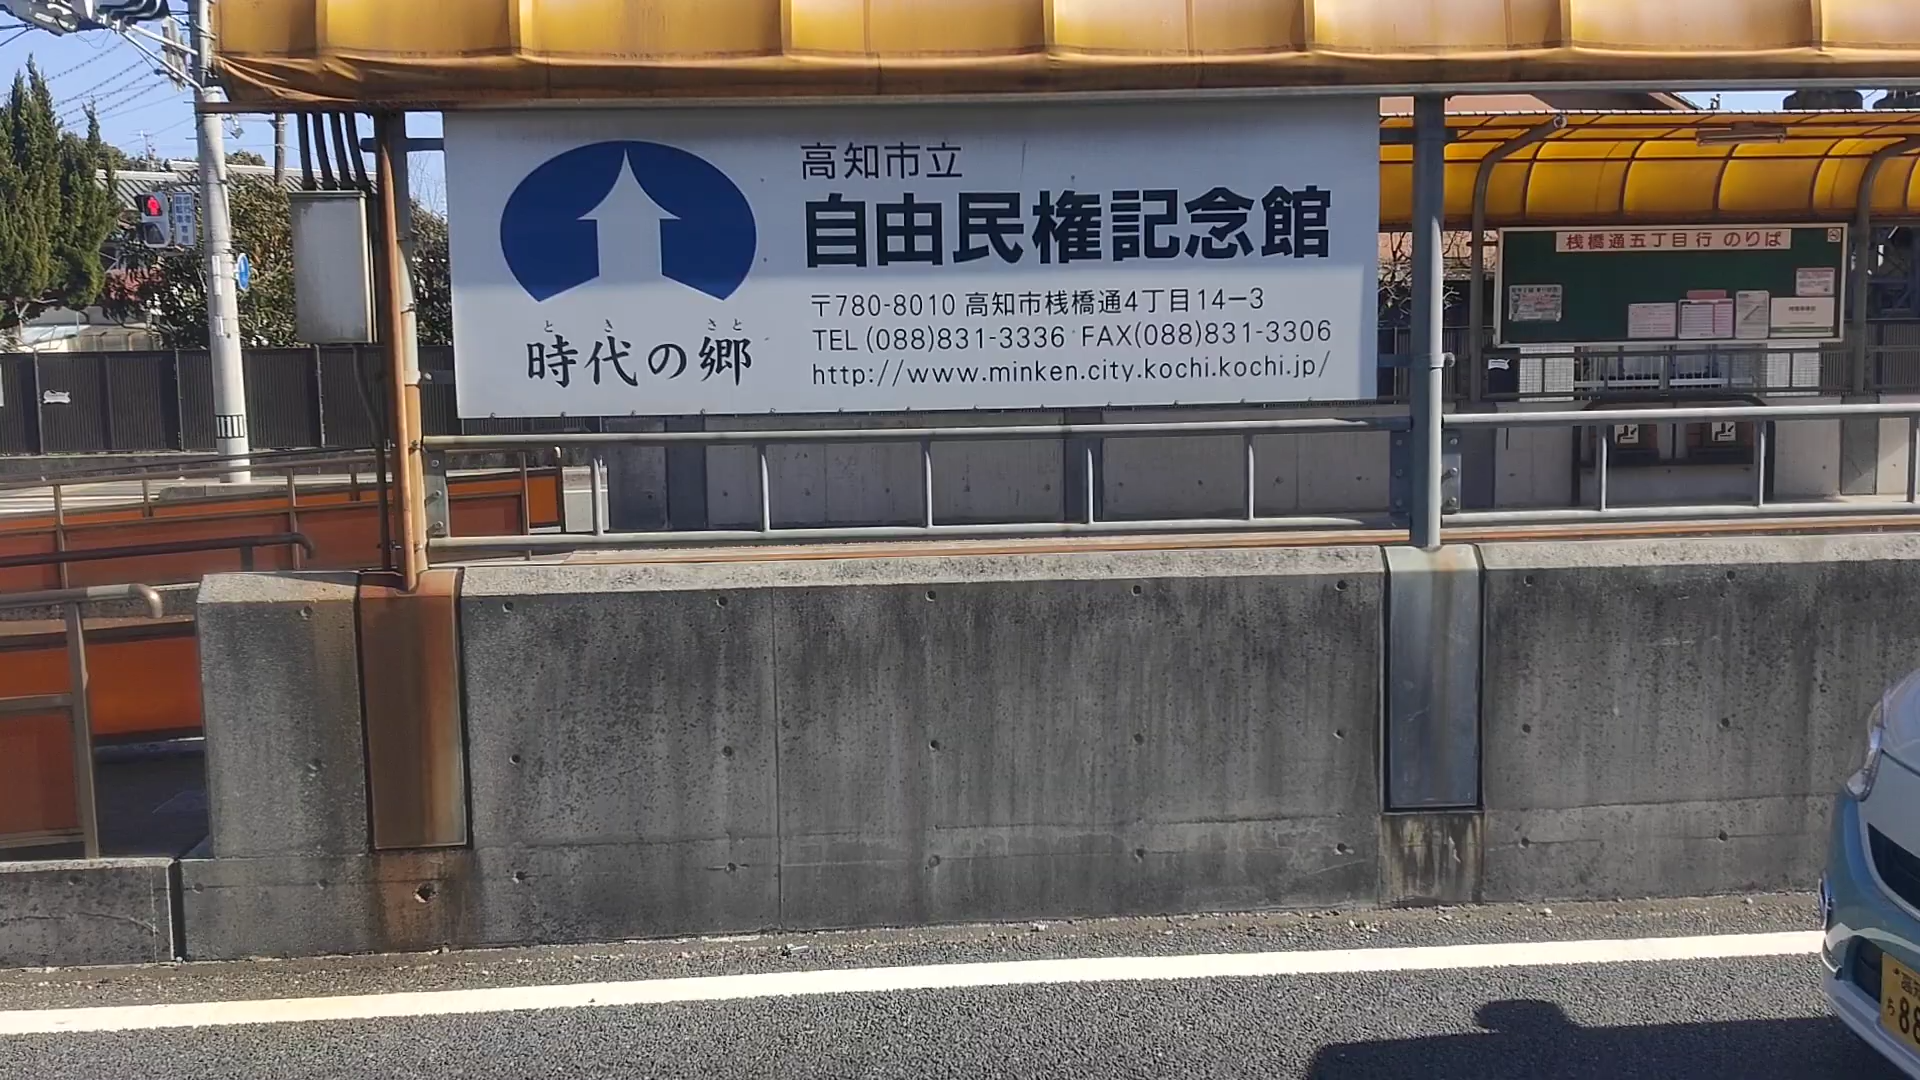 高知市立
自由民権記念館
〒780-8010 高知市桟橋通4丁目14ー3
TEL (088)831-3336 FAX(088)831-3306
http://www.minken.city.kochi.kochi.jp/
とき さと
時代の郷
桟橋通五丁目行 のりば